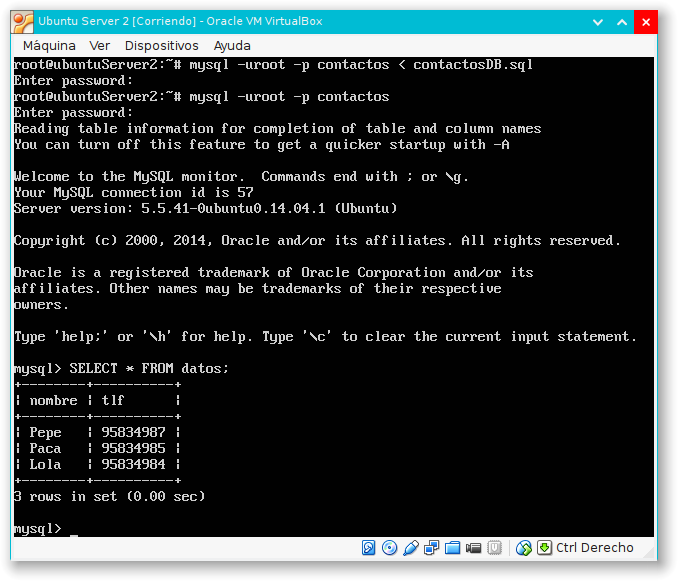 Ubuntu Server 2 [Corriendo] - Oracle VM VirtualBox
Máquina Ver Dispositivos Ayuda
root@ubuntuServer2:~# mysql -uroot -p contactos < contactosDB.sql
Enter password:
root@ubuntuServer2:~# mysql -uroot -p contactos
Enter password:
Reading table information for completion of table and column names
You can turn off this feature to get a quicker startup with -A

Welcome to the MySQL monitor.  Commands end with ; or \g.
Your MySQL connection id is 57
Server version: 5.5.41-0ubuntu0.14.04.1 (Ubuntu)

Copyright (c) 2000, 2014, Oracle and/or its affiliates. All rights reserved.

Oracle is a registered trademark of Oracle Corporation and/or its
affiliates. Other names may be trademarks of their respective
owners.

Type 'help;' or '\h' for help. Type '\c' to clear the current input statement.

mysql> SELECT * FROM datos;
+--------+----------+
| nombre | tlf      |
+--------+----------+
| Pepe   | 95834987 |
| Paca   | 95834985 |
| Lola   | 95834984 |
+--------+----------+
3 rows in set (0.00 sec)

mysql> _
Ctrl Derecho